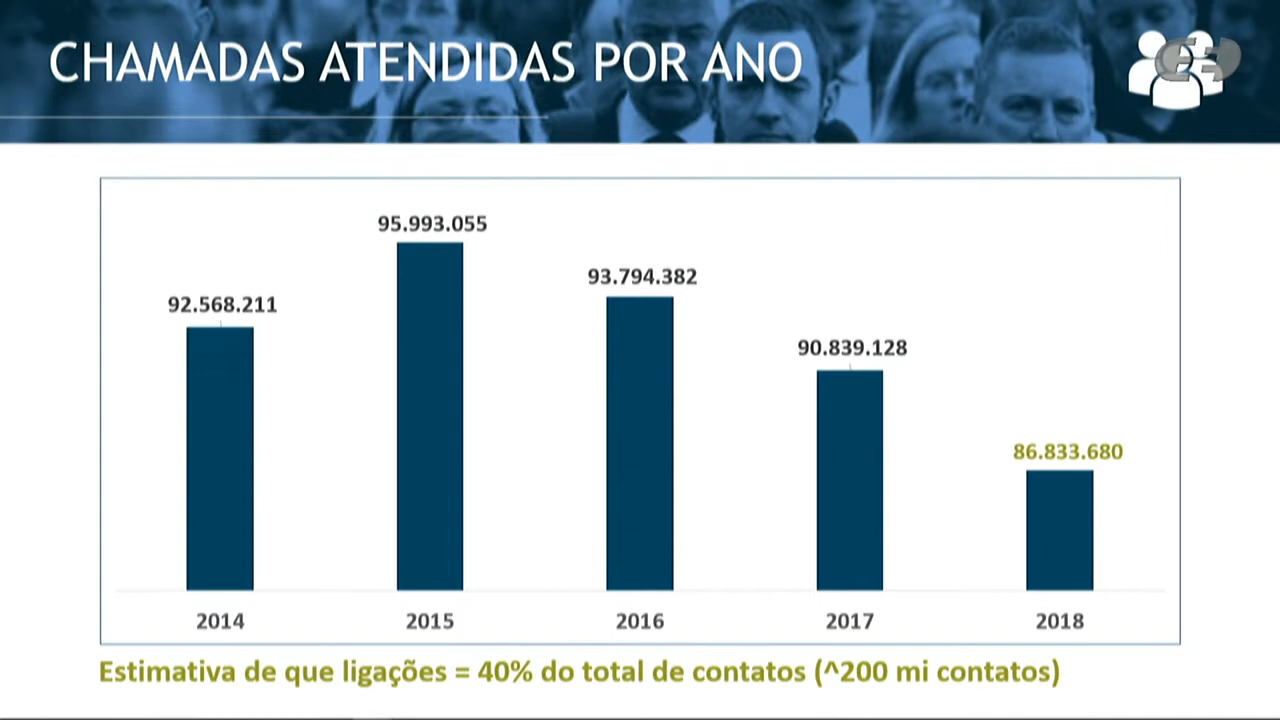 CHAMADAS ATENDIDAS POR ANO
95.993.055
93.794.382
92.568.211
90.839.128
86.833.680
2014 2015 2016 2017 2018
Estimativa de que ligações = 40% do total de contatos (^200 mi contatos)